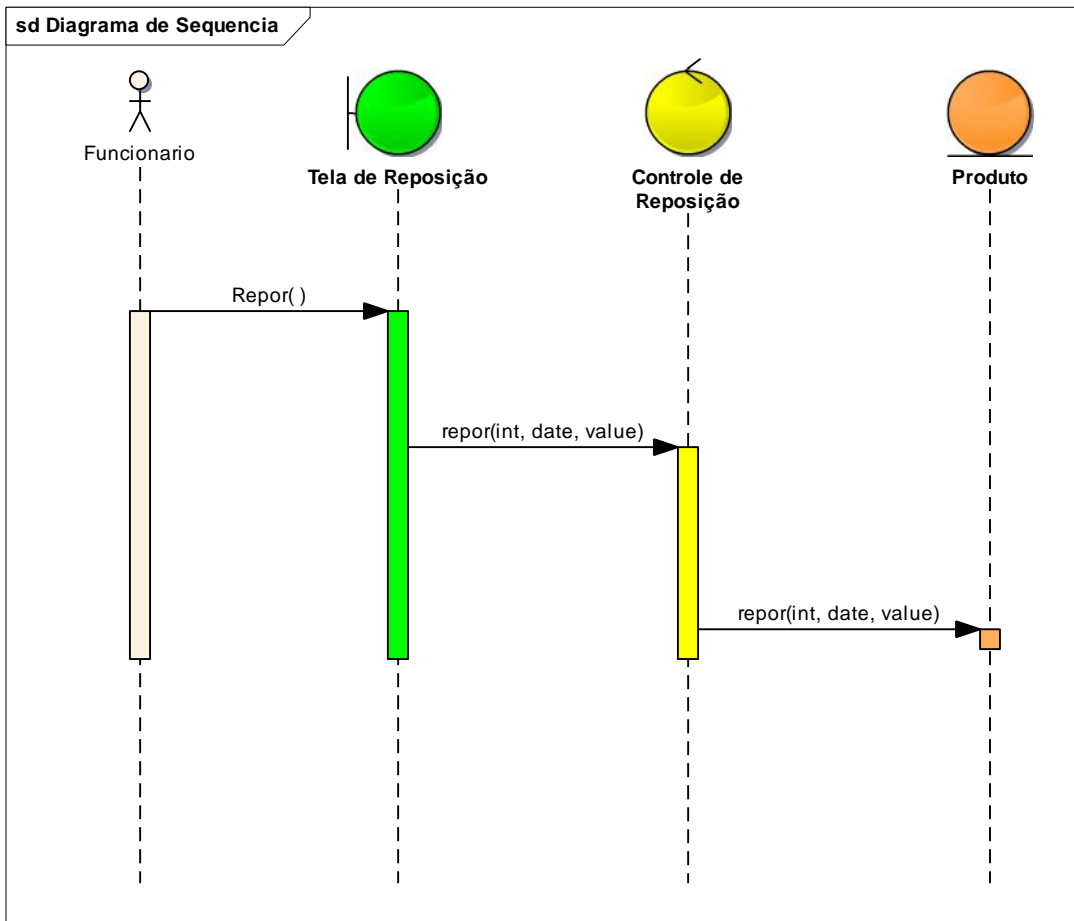 sd Diagrama de Sequencia
Funcionario
Tela de Reposição
Controle de
Reposição
Produto
Repor( )
repor(int, date, value)
repor(int, date, value)